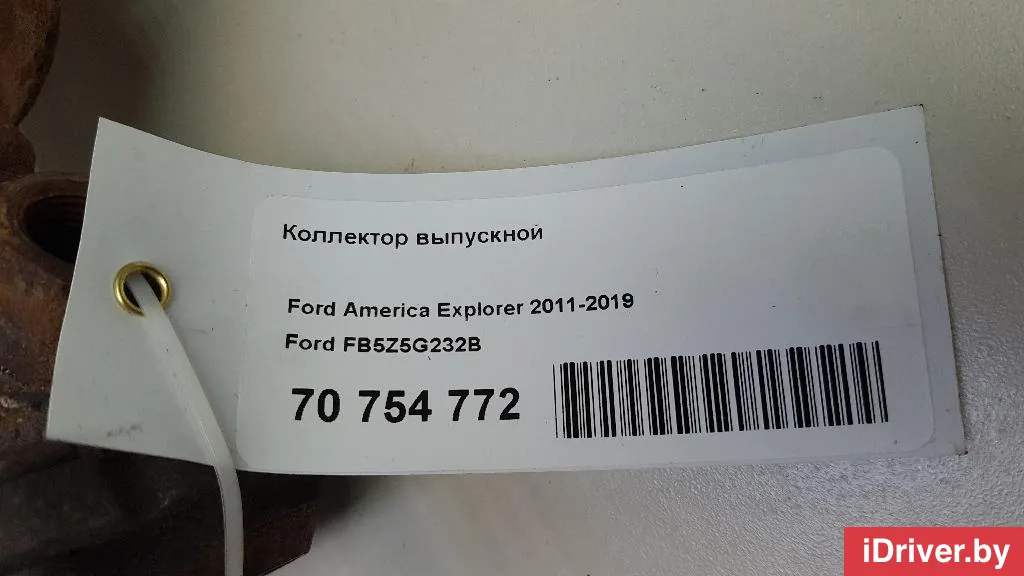 Коллектор выпускной
Ford America Explorer 2011-2019
Ford FB5Z5G232B
70 754 772
iDriver.by